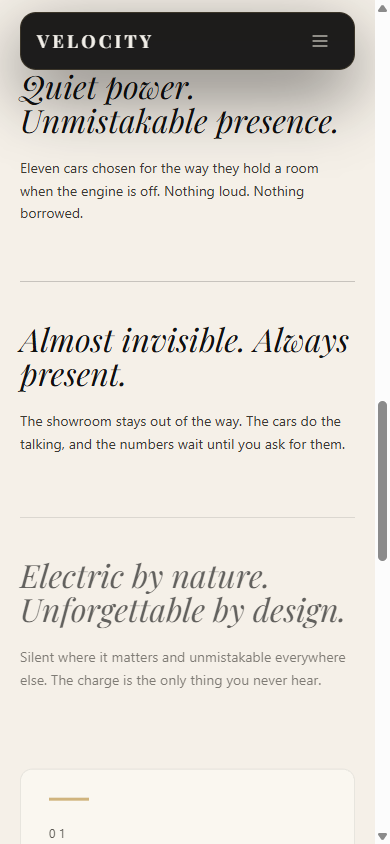 VELOCITY
Quiet power.
Unmistakable presence.
Eleven cars chosen for the way they hold a room
when the engine is off. Nothing loud. Nothing
borrowed.
Almost invisible. Always
present.
The showroom stays out of the way. The cars do the
talking, and the numbers wait until you ask for them.
Electric by nature.
Unforgettable by design.
Silent where it matters and unmistakable everywhere
else. The charge is the only thing you never hear.
01